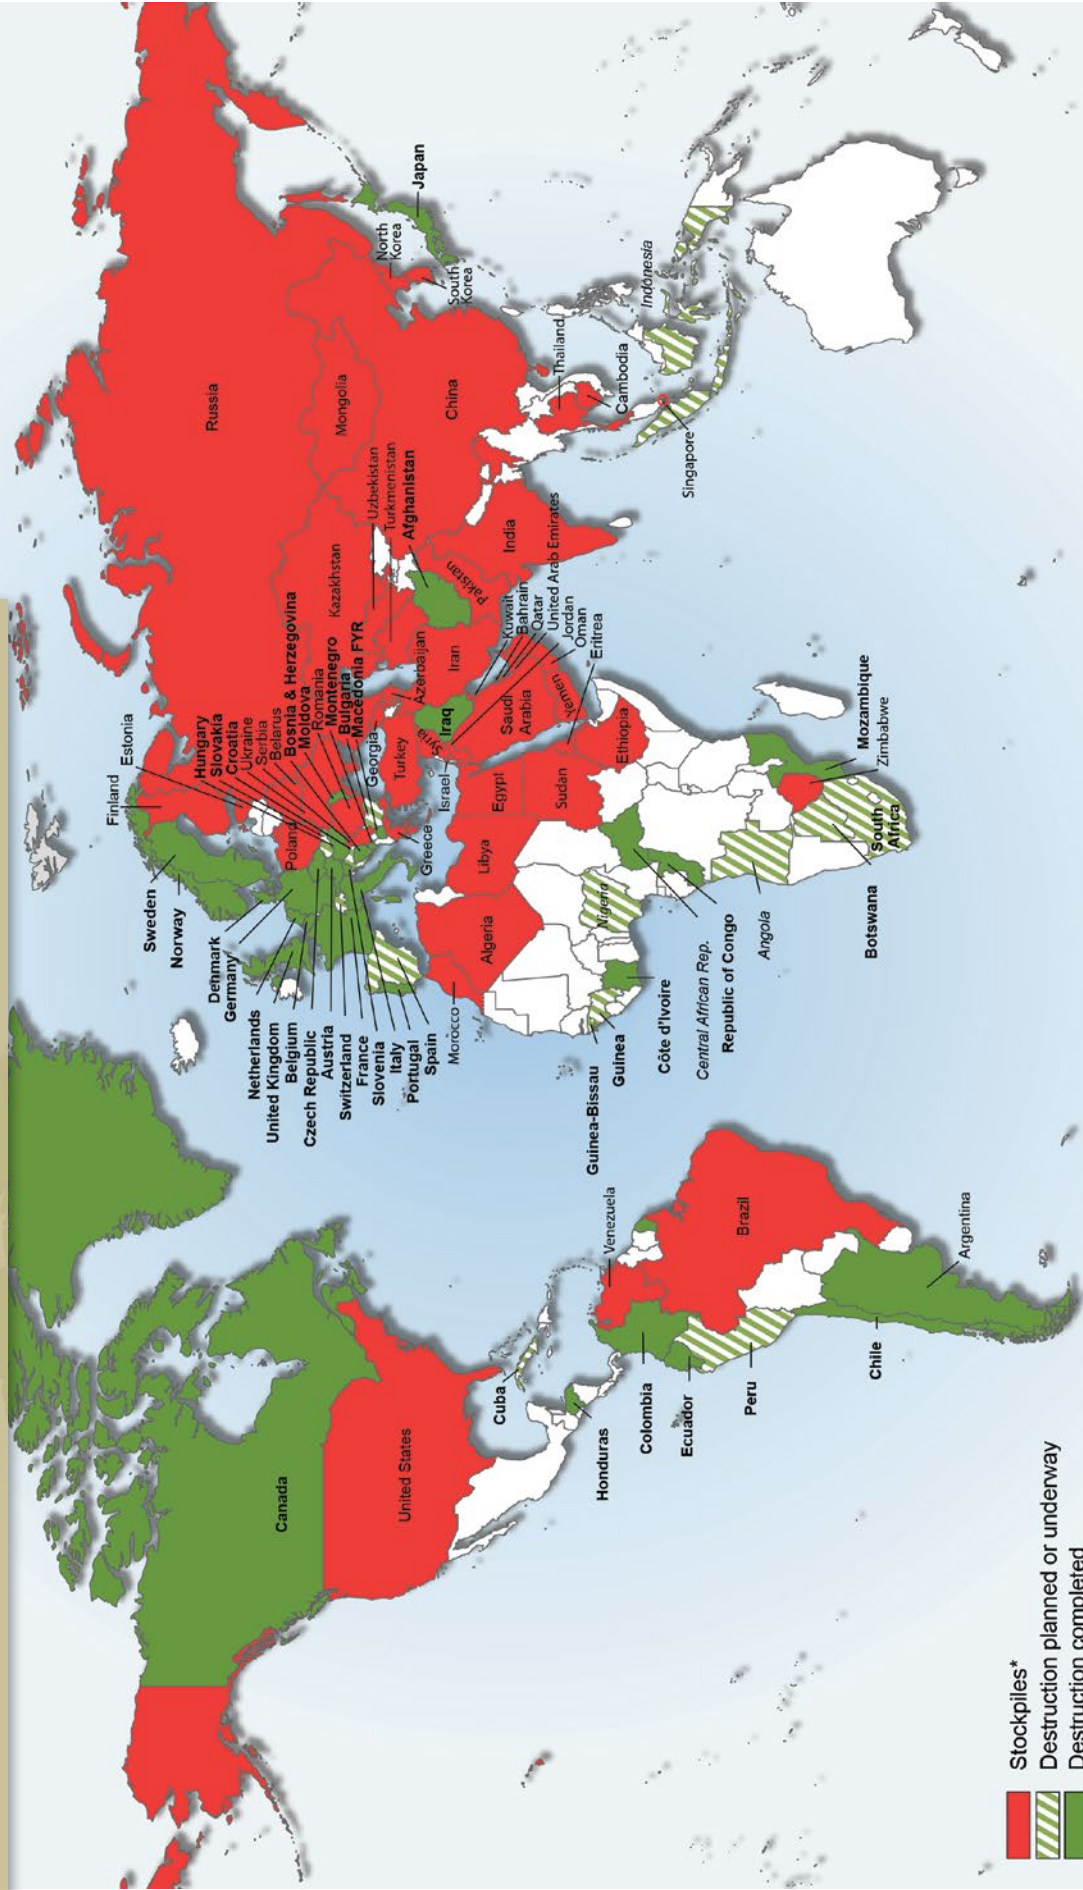 Finland
Estonia
Hungary
Slovakia
Croatia
Ukraine
Serbia
Belarus
Bosnia & Herzegovina
Moldova
Romania
Montenegro
Bulgaria
Macedonia FYR
Sweden
Norway
Denmark
Germany
Netherlands
United Kingdom
Belgium
Czech Republic
Austria
Switzerland
France
Slovenia
Italy
Portugal
Spain
Morocco
Poland
Greece
Georgia
Turkey
Syria
Israel
Azerbaijan
Iraq
Iran
Russia
Kazakhstan
Mongolia
Uzbekistan
Turkmenistan
Afghanistan
Pakistan
China
India
North
Korea
South
Korea
Japan
Kuwait
Bahrain
Qatar
United Arab Emirates
Jordan
Oman
Eritrea
Saudi
Arabia
Yemen
Thailand
Cambodia
Singapore
Indonesia
Algeria
Libya
Egypt
Sudan
Ethiopia
Nigeria
Guinea-Bissau
Guinea
Côte d'Ivoire
Central African Rep.
Republic of Congo
Angola
Botswana
South
Africa
Mozambique
Zimbabwe
Canada
United States
Cuba
Honduras
Venezuela
Colombia
Ecuador
Peru
Brazil
Chile
Argentina
Stockpiles*
Destruction planned or underway
Destruction completed